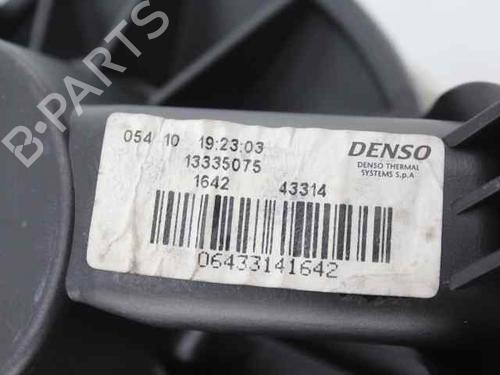 054 10 19:23:03
13335075
1642 43314
DENSO
DENSO THERMAL
SYSTEMS S.p.A
06433141642
B-PARTS